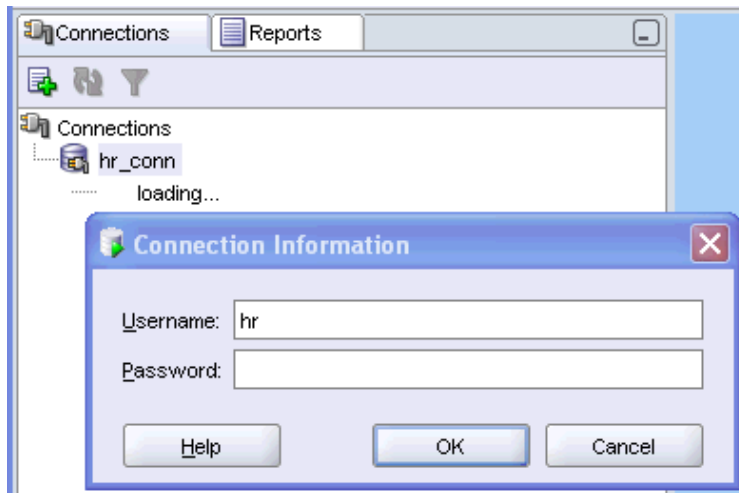 Connections Reports
Connections
hr_conn
loading...
Connection Information
Username: hr
Password:
Help OK Cancel